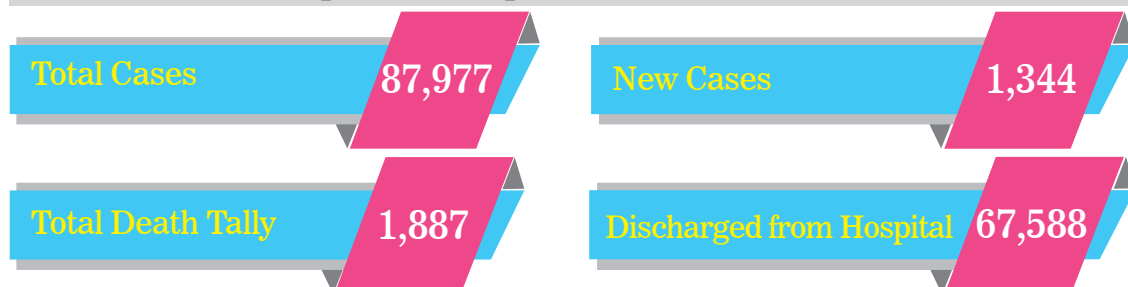 Total Cases 87,977
New Cases 1,344
Total Death Tally 1,887
Discharged from Hospital 67,588